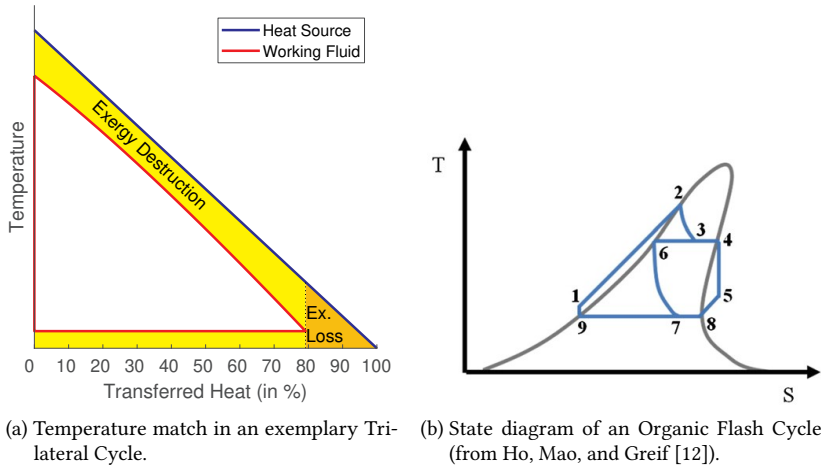 Heat Source
Working Fluid
Exergy Destruction
Ex.
Loss
Temperature
0 10 20 30 40 50 60 70 80 90 100
Transferred Heat (in %)
(a) Temperature match in an exemplary Tri-
lateral Cycle.
T
2
3
4
6
1
5
9
7
8
S
(b) State diagram of an Organic Flash Cycle
(from Ho, Mao, and Greif [12]).